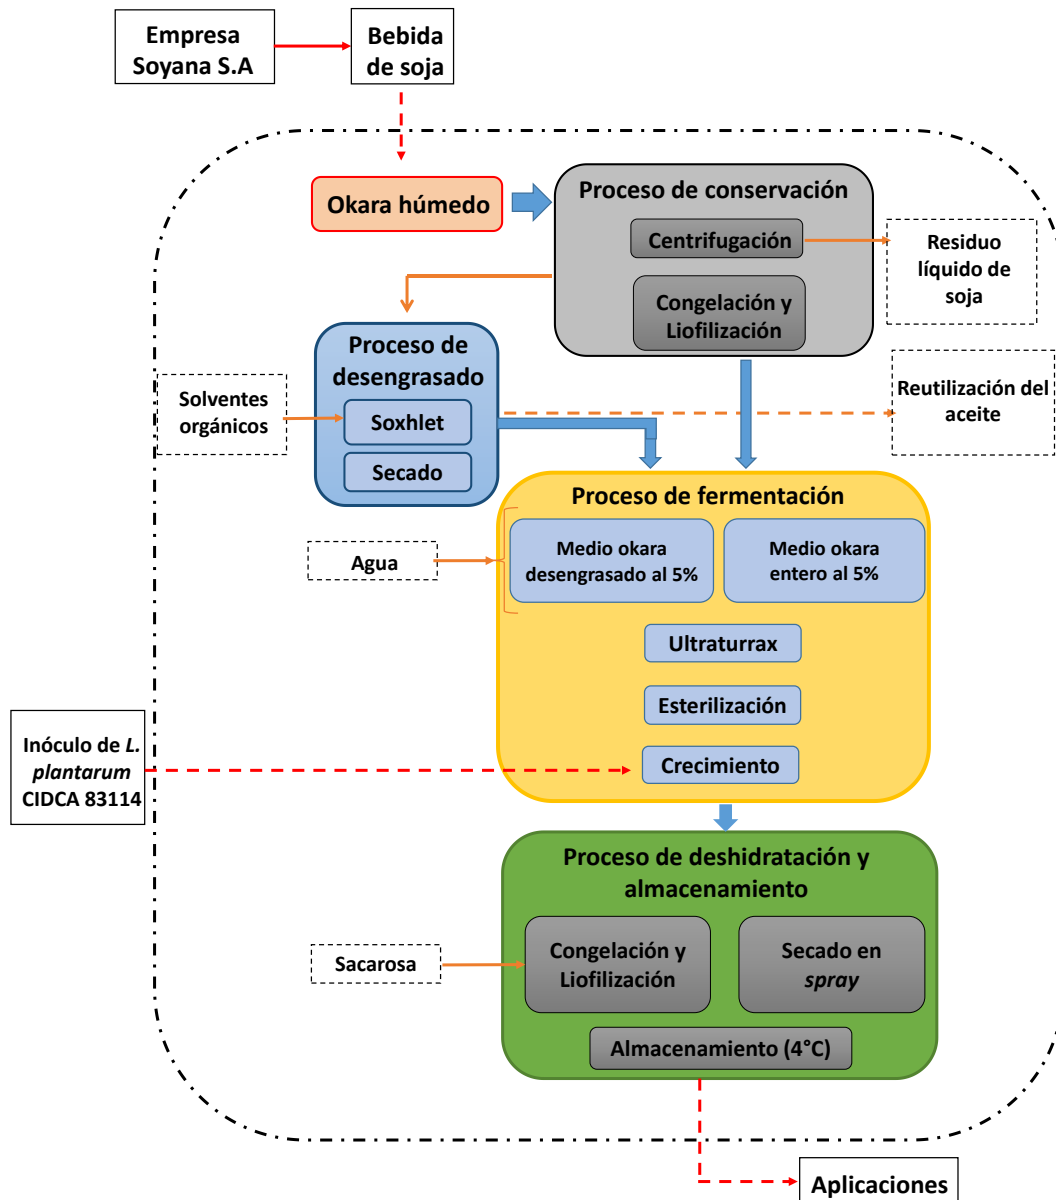 Empresa
Soyana S.A
Bebida
de soja
Okara húmedo
Proceso de conservación
Centrifugación
Congelación y
Liofilización
Residuo
líquido de
soja
Proceso de
desengrasado
Soxhlet
Secado
Solventes
orgánicos
Reutilización del
aceite
Proceso de fermentación
Medio okara
desengrasado al 5%
Medio okara
entero al 5%
Agua
Ultraturrax
Esterilización
Crecimiento
Inóculo de L.
plantarum
CIDCA 83114
Proceso de deshidratación y
almacenamiento
Congelación y
Liofilización
Secado en
spray
Sacarosa
Almacenamiento (4°C)
Aplicaciones